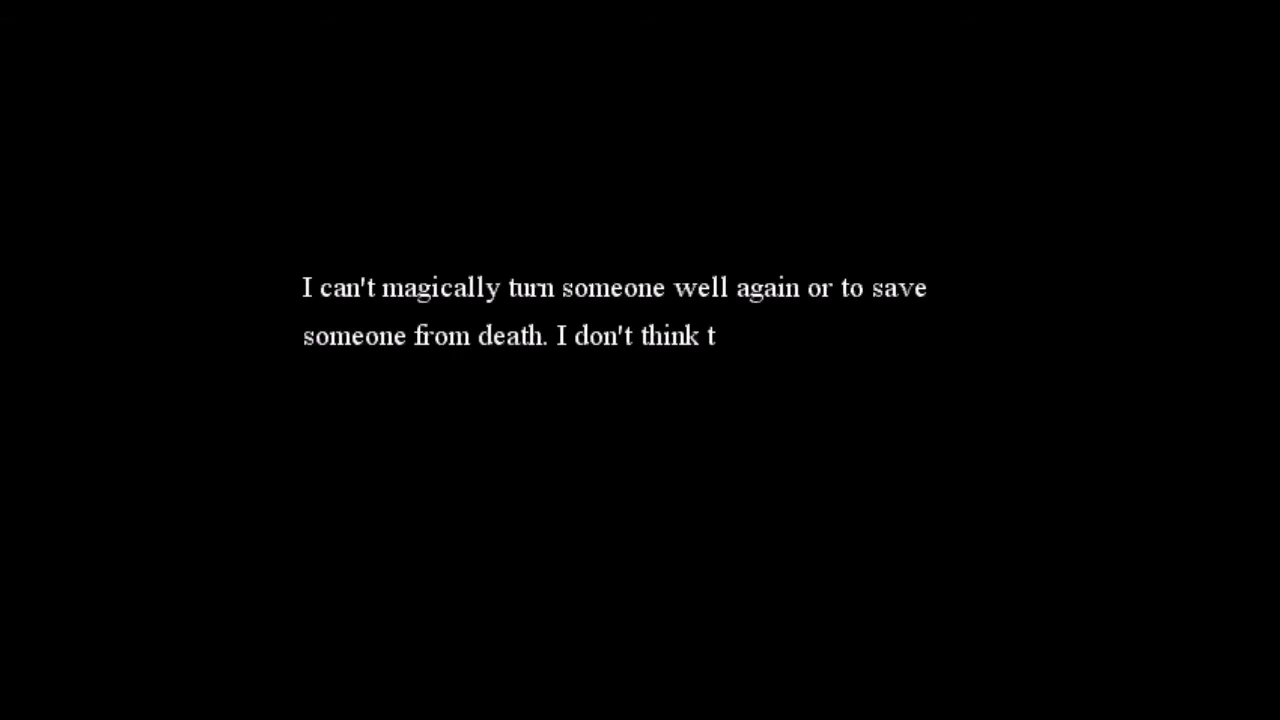 I can't magically turn someone well again or to save
someone from death. I don't think t